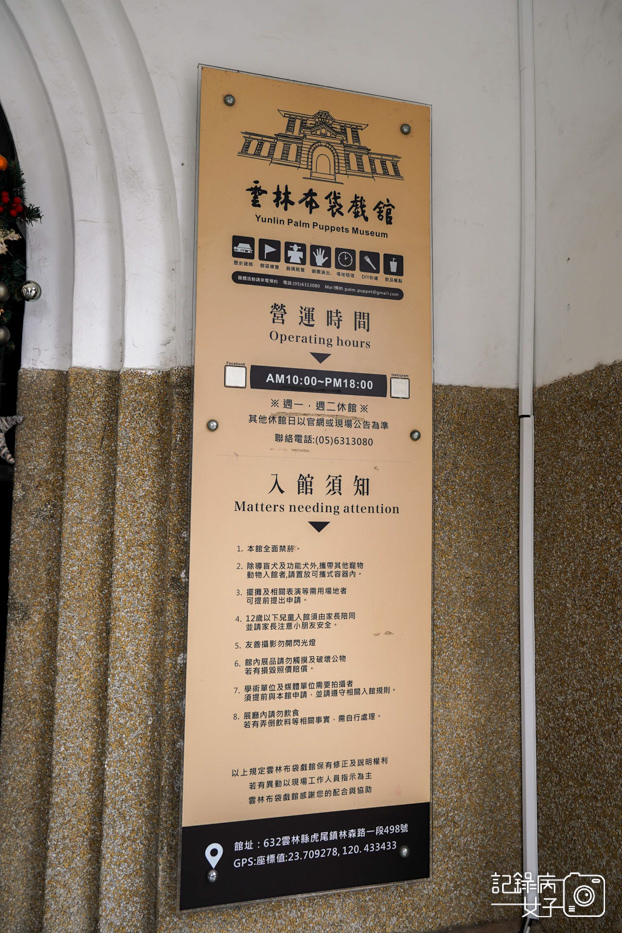 雲林布袋戲館
Yunlin Palm Puppets Museum
營運時間
Operating hours
Facebook
Instagram
AM10:00~PM18:00
※週一．週二休館※
其他休館日以官網或現場公告為準
聯絡電話:(05)6313080
入館須知
Matters needing attention
1. 本館全面禁菸。
2. 除導盲犬及功能犬外,攜帶其他寵物
動物入館者,請置放可攜式容器內。
3. 擺攤及相關表演等需用場地者
可提前提出申請。
4. 12歲以下兒童入館須由家長陪同
並請家長注意小朋友安全。
5. 友善攝影勿開閃光燈
6. 館內展品請勿觸摸及破壞公物
若有損毀照價賠償。
7. 學術單位及媒體單位需要拍攝者
須提前與本館申請，並請遵守相關入館規則。
8. 展廳內請勿飲食
若有弄倒飲料等相關事實，需自行處理。
以上規定雲林布袋戲館保有修正及說明權利
若有異動以現場工作人員指示為主
雲林布袋戲館感謝您的配合與協助
館址：632雲林縣虎尾鎮林森路一段498號
GPS:座標值:23.709278, 120.433433
記錄病
女子